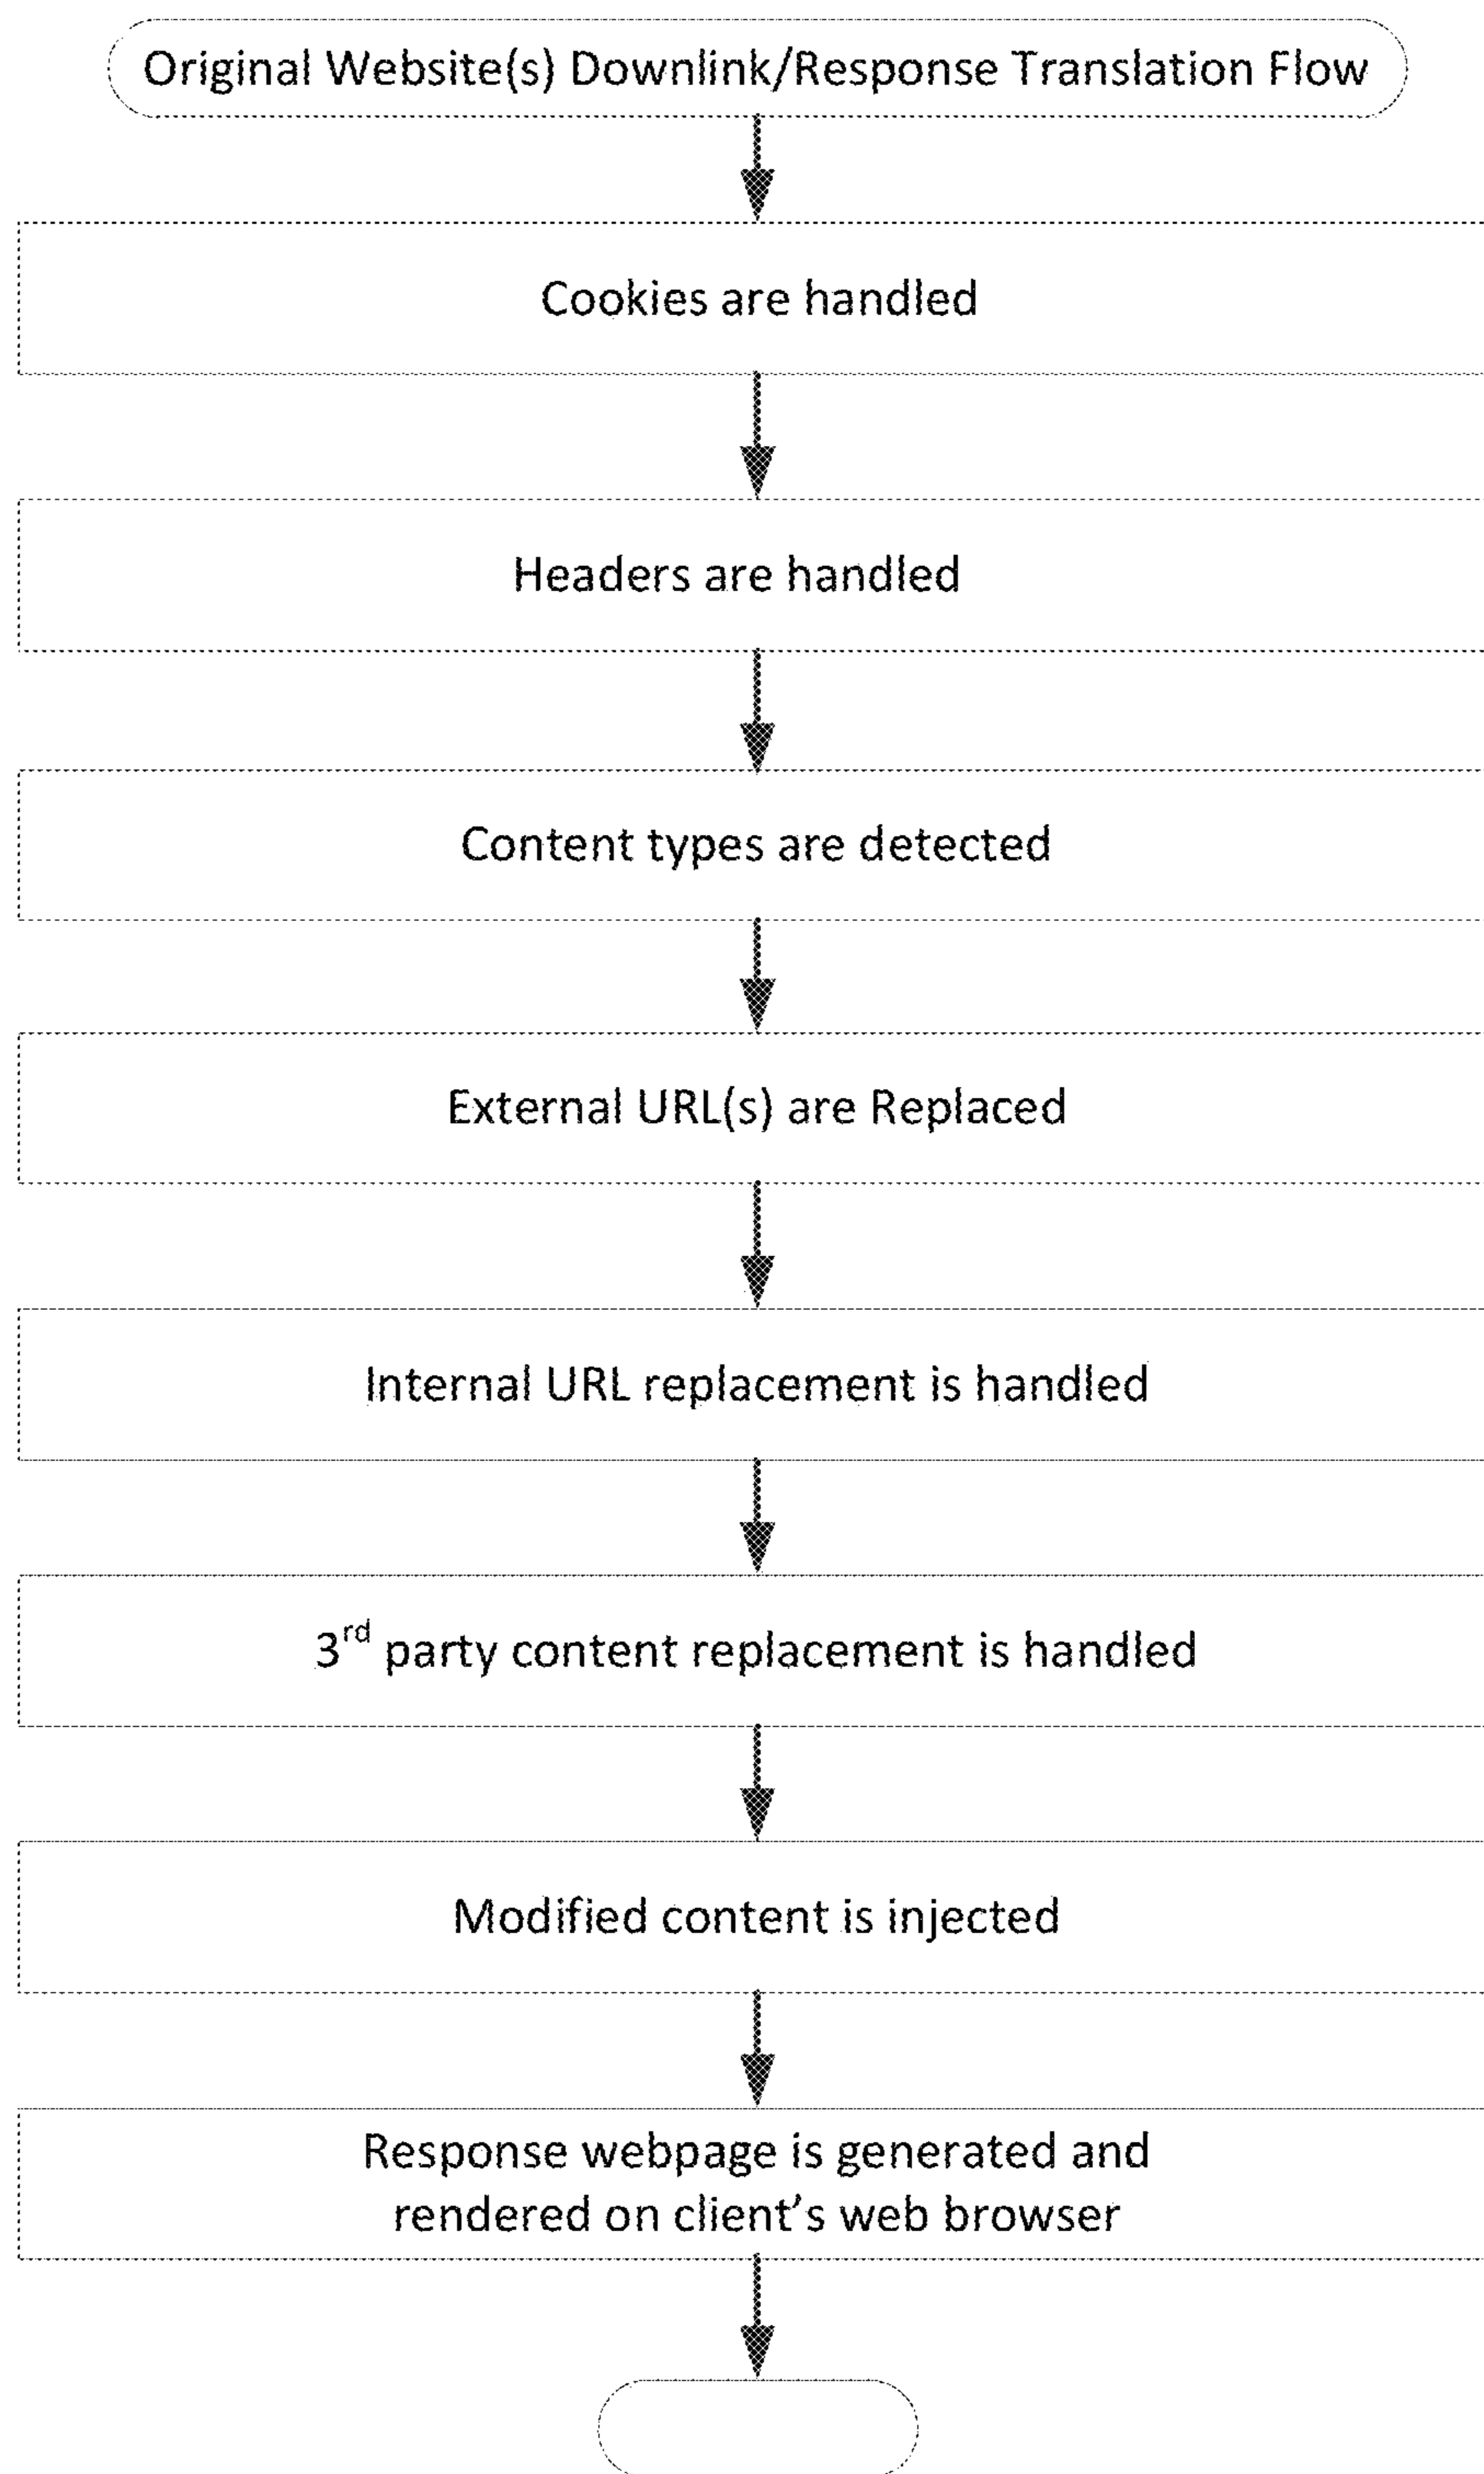 Original Website(s) Downlink/Response Translation Flow
Cookies are handled
Headers are handled
Content types are detected
External URL(s) are Replaced
Internal URL replacement is handled
3rd party content replacement is handled
Modified content is injected
Response webpage is generated and
rendered on client's web browser